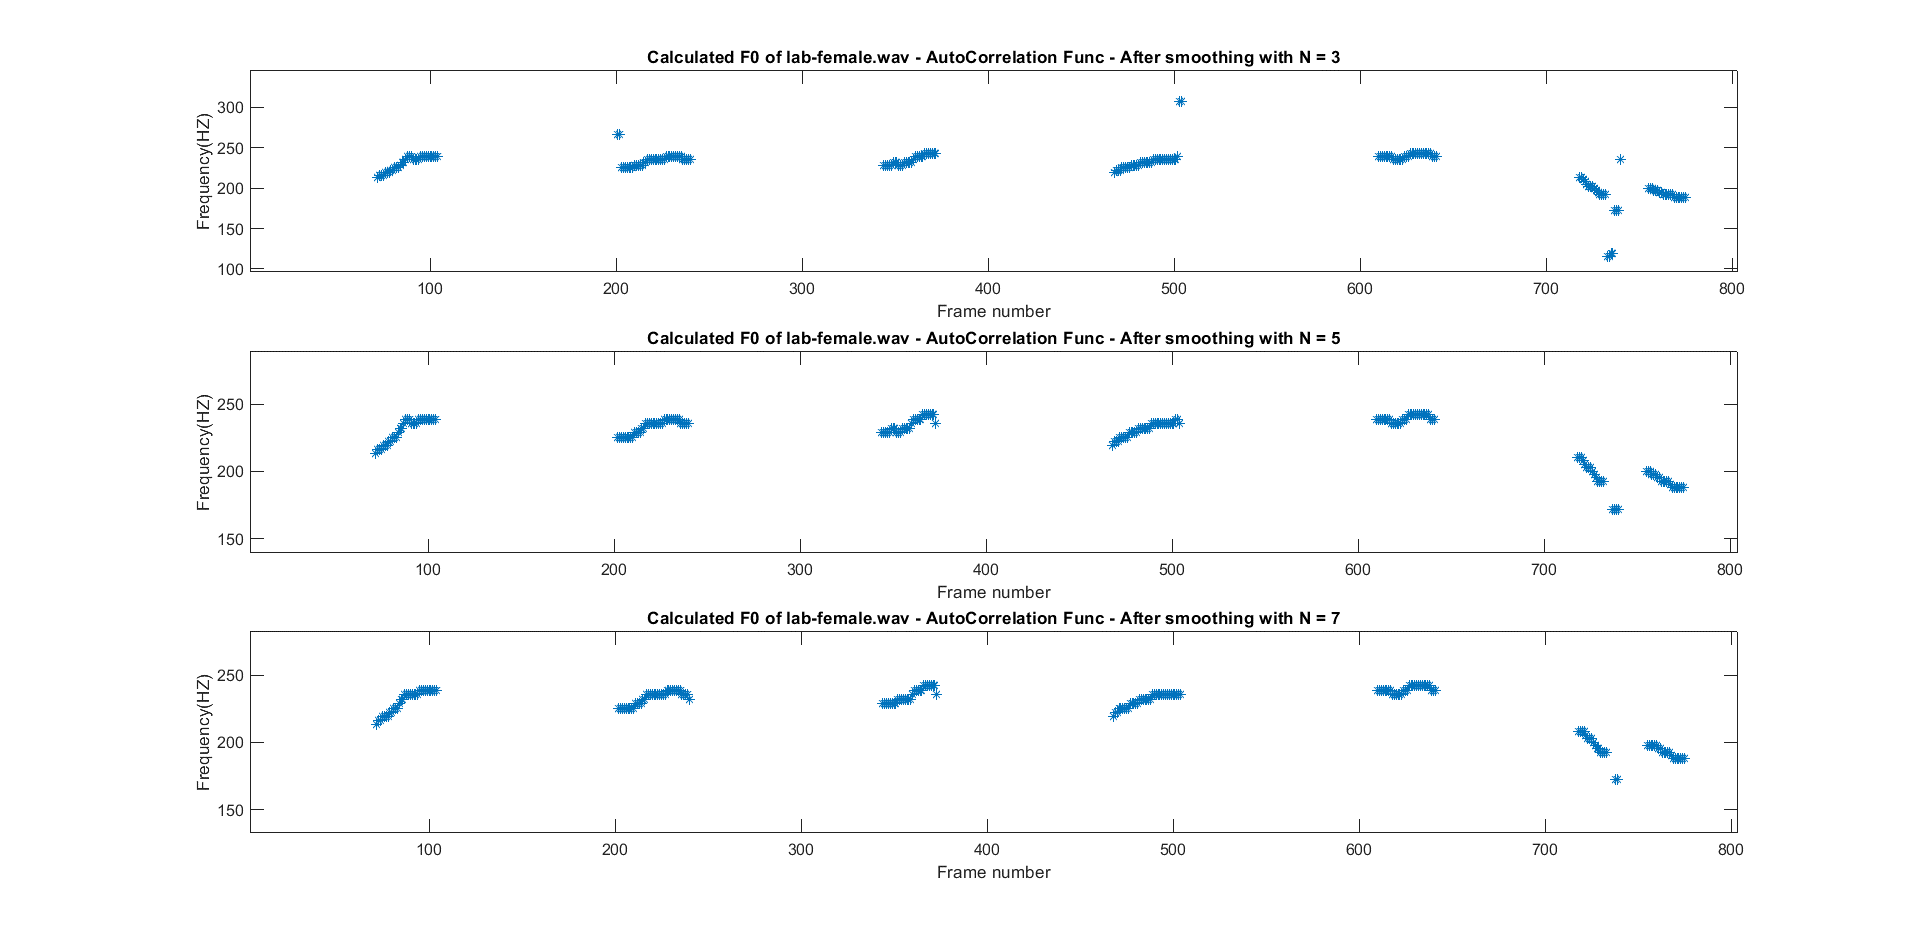 Calculated F0 of lab-female.wav - AutoCorrelation Func - After smoothing with N = 3
Frequency(HZ)
300
250
200
150
100
100 200 300 400 500 600 700 800
Frame number
Calculated F0 of lab-female.wav - AutoCorrelation Func - After smoothing with N = 5
Frequency(HZ)
250
200
150
100 200 300 400 500 600 700 800
Frame number
Calculated F0 of lab-female.wav - AutoCorrelation Func - After smoothing with N = 7
Frequency(HZ)
250
200
150
100 200 300 400 500 600 700 800
Frame number